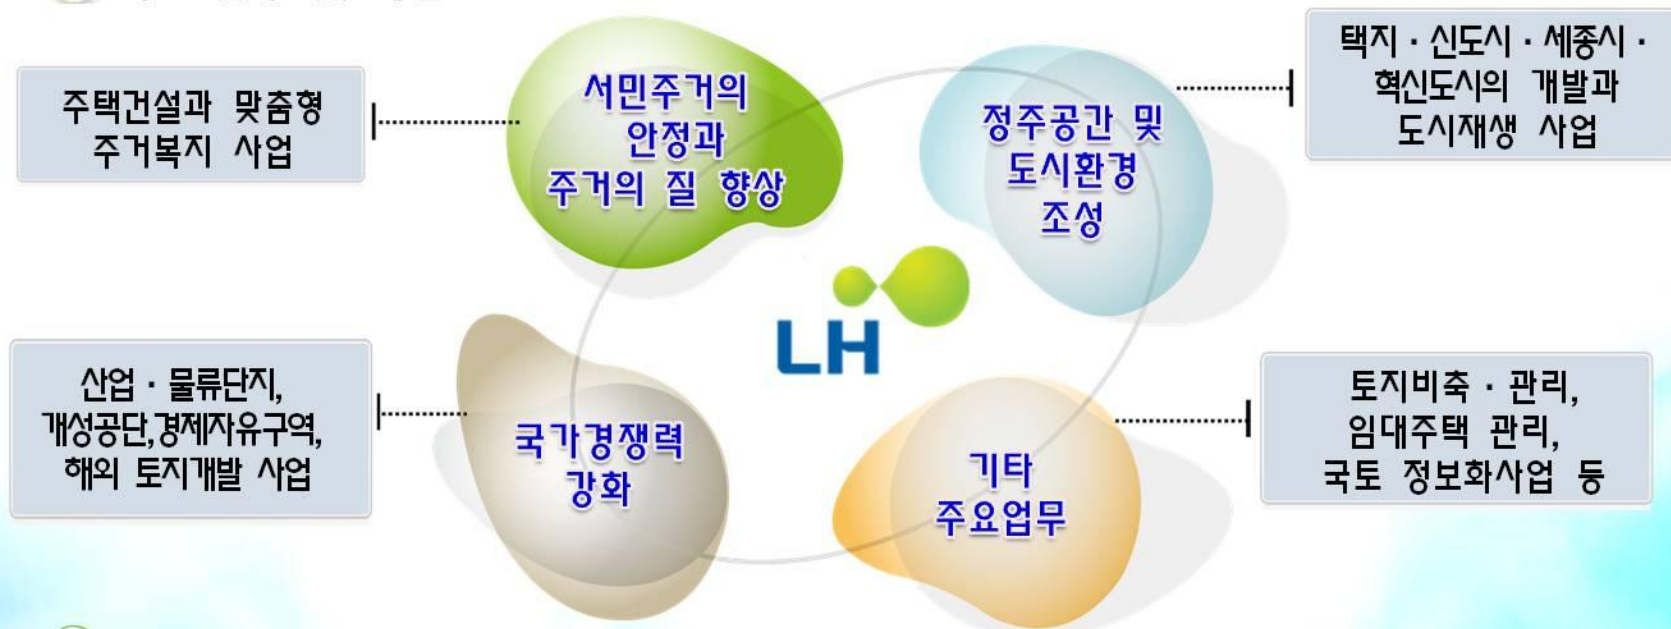 주택건설과 맞춤형
주거복지 사업
서민주거의
안정과
주거의 질 향상
정주공간 및
도시환경
조성
택지 · 신도시 · 세종시 ·
혁신도시의 개발과
도시재생 사업
LH
산업 · 물류단지,
개성공단,경제자유구역,
해외 토지개발 사업
국가경쟁력
강화
기타
주요업무
토지비축 · 관리,
임대주택 관리,
국토 정보화사업 등